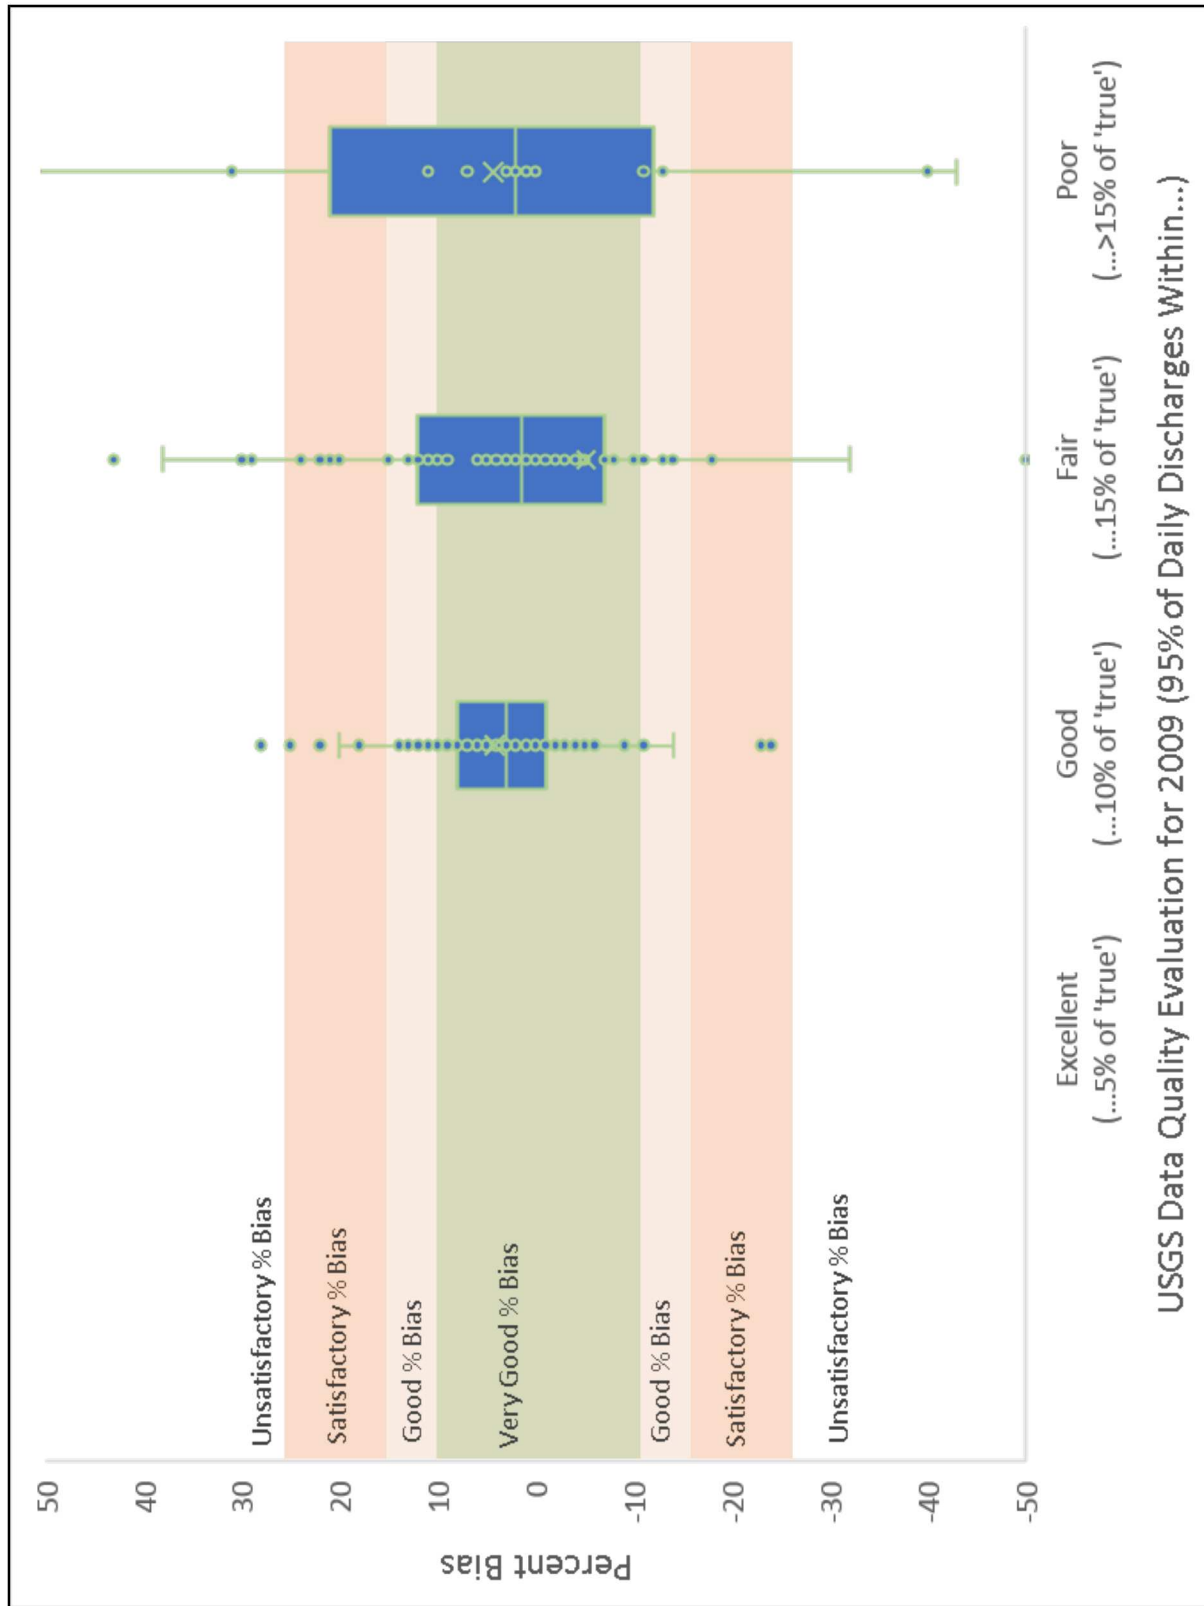 Percent Bias
50
40
30
20
10
0
-10
-20
-30
-40
-50
Unsatisfactory % Bias
Satisfactory % Bias
Good % Bias
Very Good % Bias
Good % Bias
Satisfactory % Bias
Unsatisfactory % Bias
Excellent
(...5% of 'true')
Good
(...10% of 'true')
Fair
(...15% of 'true')
Poor
(...>15% of 'true')
USGS Data Quality Evaluation for 2009 (95% of Daily Discharges Within...)